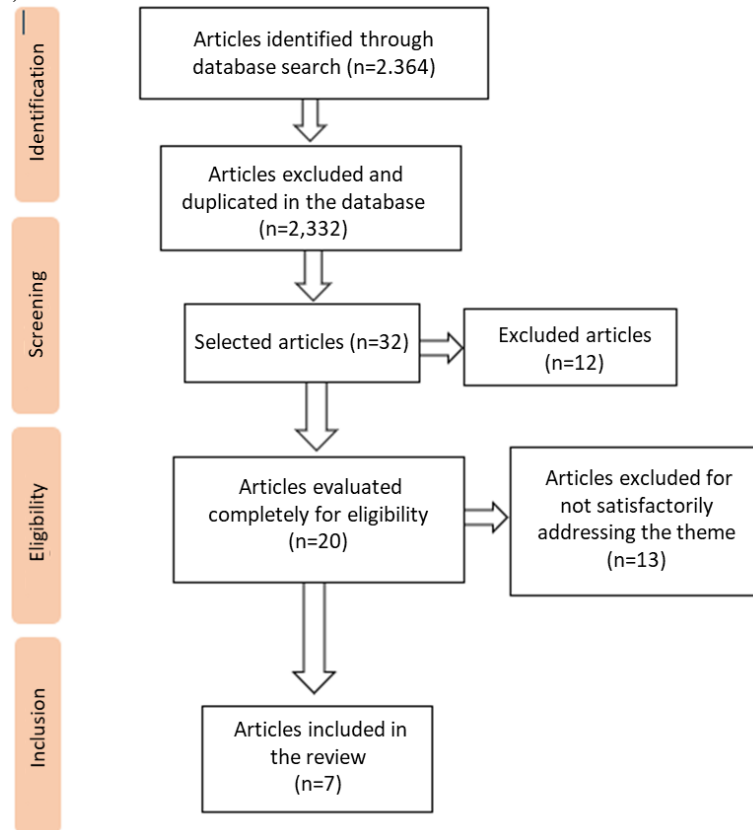 Identification
Articles identified through
database search (n=2.364)
Articles excluded and
duplicated in the database
(n=2,332)
Screening
Selected articles (n=32)
Excluded articles
(n=12)
Eligibility
Articles evaluated
completely for eligibility
(n=20)
Articles excluded for
not satisfactorily
addressing the theme
(n=13)
Inclusion
Articles included in
the review
(n=7)